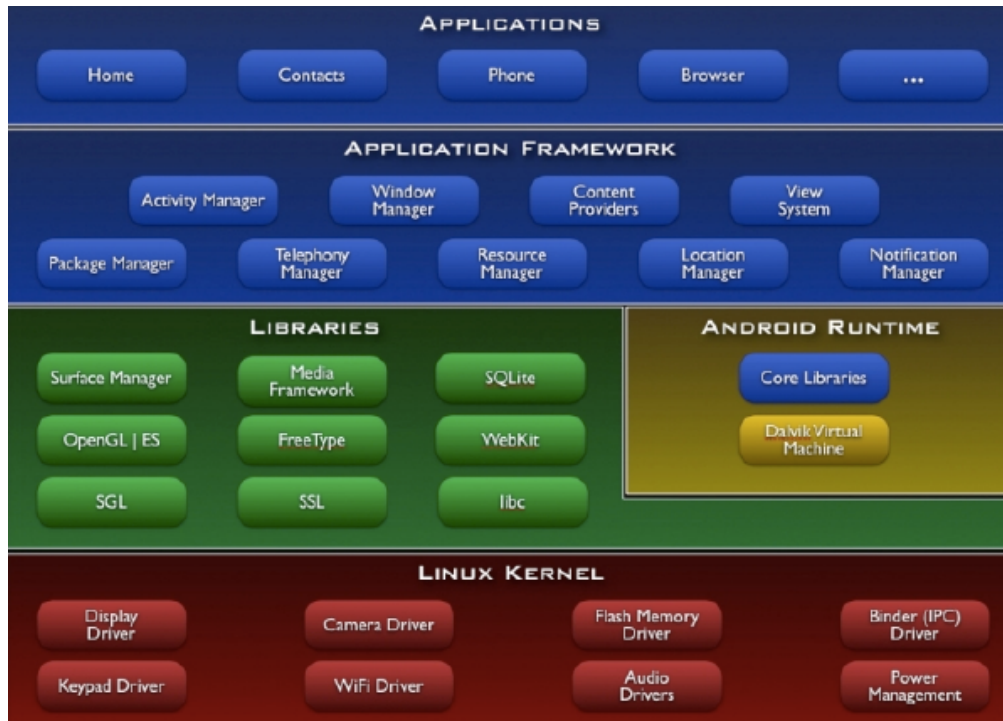 APPLICATIONS
Home
Contacts
Phone
Browser
...
APPLICATION FRAMEWORK
Activity Manager
Window
Manager
Content
Providers
View
System
Package Manager
Telephony
Manager
Resource
Manager
Location
Manager
Notification
Manager
LIBRARIES
Surface Manager
Media
Framework
SQLite
OpenGL | ES
FreeType
WebKit
SGL
SSL
libc
ANDROID RUNTIME
Core Libraries
Dalvik Virtual
Machine
LINUX KERNEL
Display
Driver
Camera Driver
Flash Memory
Driver
Binder (IPC)
Driver
Keypad Driver
WiFi Driver
Audio
Drivers
Power
Management